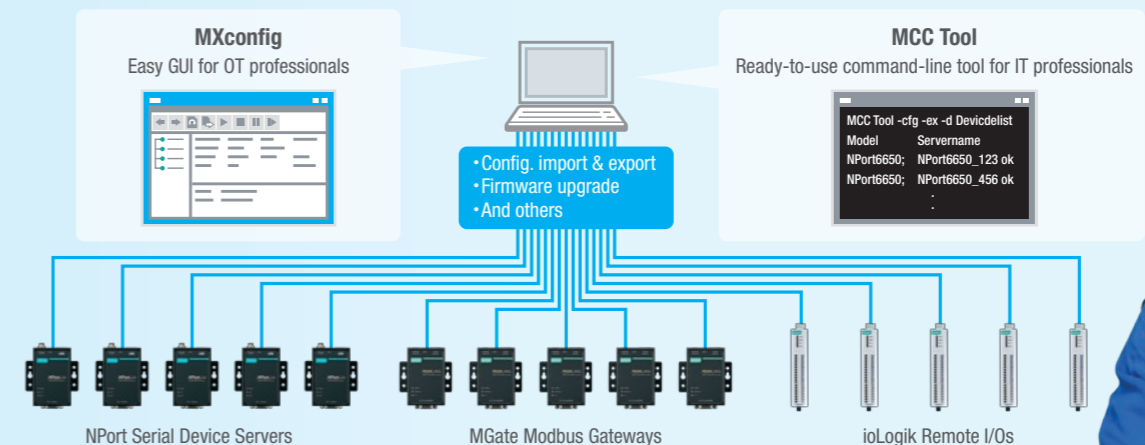 MXconfig
Easy GUI for OT professionals
MCC Tool
Ready-to-use command-line tool for IT professionals
MCC Tool -cfg -ex -d Devicdelist
Model Servername
NPort6650; NPort6650_123 ok
NPort6650; NPort6650_456 ok
.
.
•Config. import & export
•Firmware upgrade
•And others
NPort Serial Device Servers
MGate Modbus Gateways
ioLogik Remote I/Os